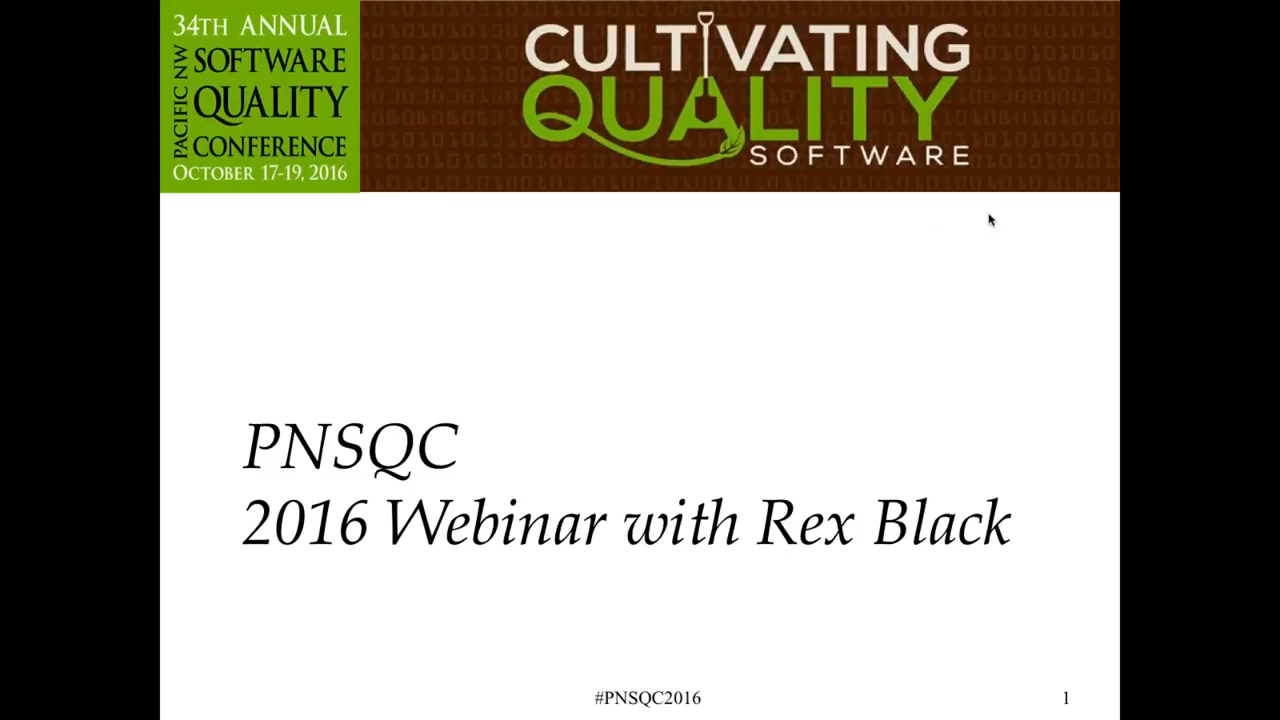 34TH ANNUAL
PACIFIC NW
SOFTWARE
QUALITY
CONFERENCE
OCTOBER 17-19, 2016
CULTIVATING
QUALITY
SOFTWARE
PNSQC
2016 Webinar with Rex Black
#PNSQC2016
1